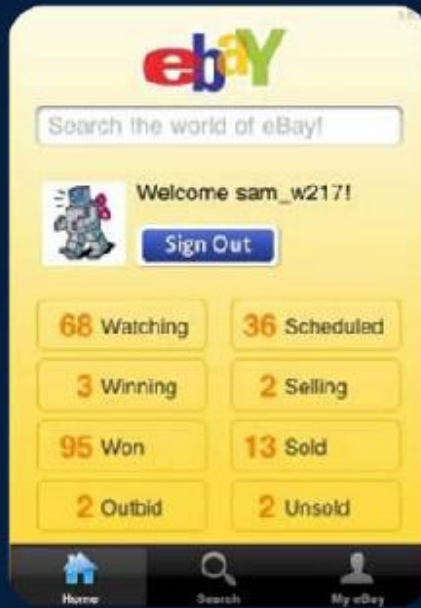 ebaY
Search the world of eBay!
Welcome sam_w217!
Sign Out
68 Watching
36 Scheduled
3 Winning
2 Selling
95 Won
13 Sold
2 Outbid
2 Unsold
Home
Search
My eBay